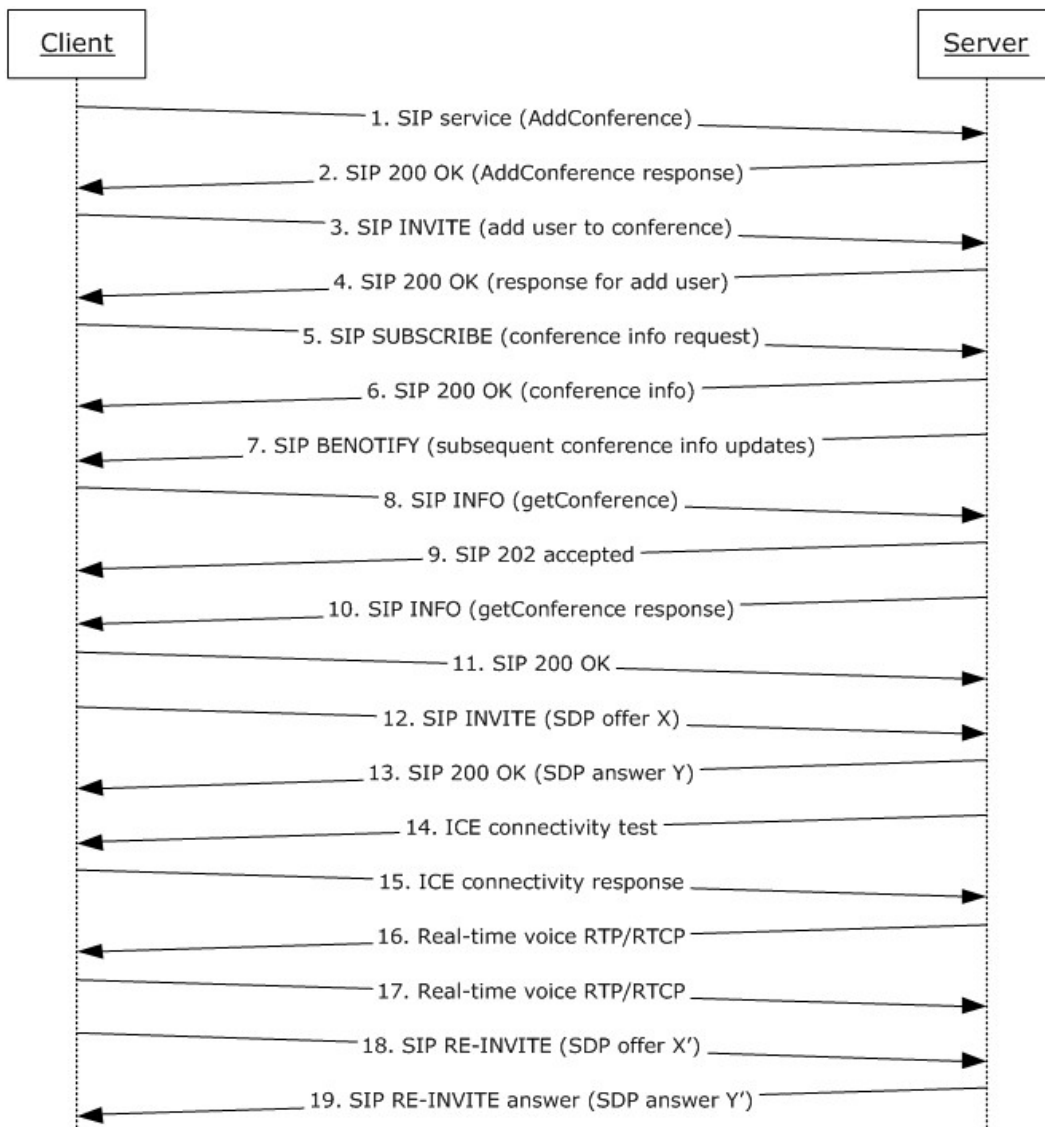 Client
Server
1. SIP service (AddConference)
2. SIP 200 OK (AddConference response)
3. SIP INVITE (add user to conference)
4. SIP 200 OK (response for add user)
5. SIP SUBSCRIBE (conference info request)
6. SIP 200 OK (conference info)
7. SIP BENOTIFY (subsequent conference info updates)
8. SIP INFO (getConference)
9. SIP 202 accepted
10. SIP INFO (getConference response)
11. SIP 200 OK
12. SIP INVITE (SDP offer X)
13. SIP 200 OK (SDP answer Y)
14. ICE connectivity test
15. ICE connectivity response
16. Real-time voice RTP/RTCP
17. Real-time voice RTP/RTCP
18. SIP RE-INVITE (SDP offer X’)
19. SIP RE-INVITE answer (SDP answer Y’)